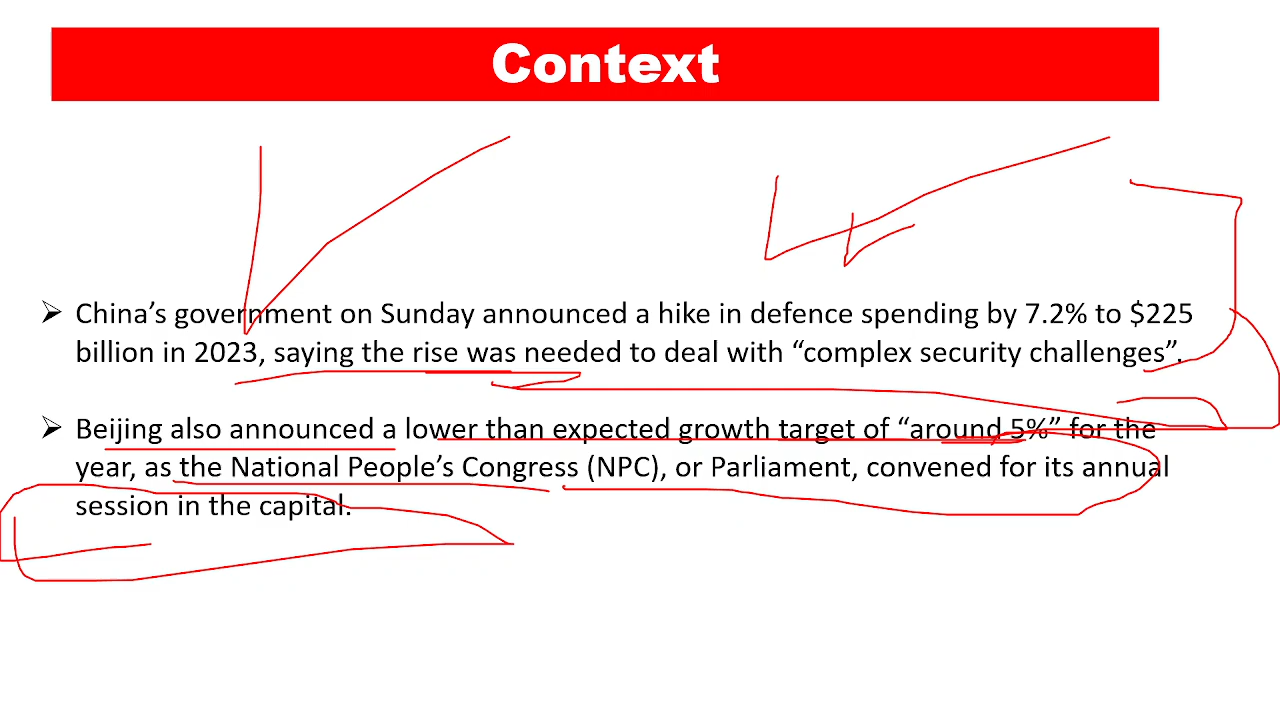 Context
➢ China’s government on Sunday announced a hike in defence spending by 7.2% to $225
billion in 2023, saying the rise was needed to deal with “complex security challenges”.
➢ Beijing also announced a lower than expected growth target of “around 5%” for the
year, as the National People’s Congress (NPC), or Parliament, convened for its annual
session in the capital.